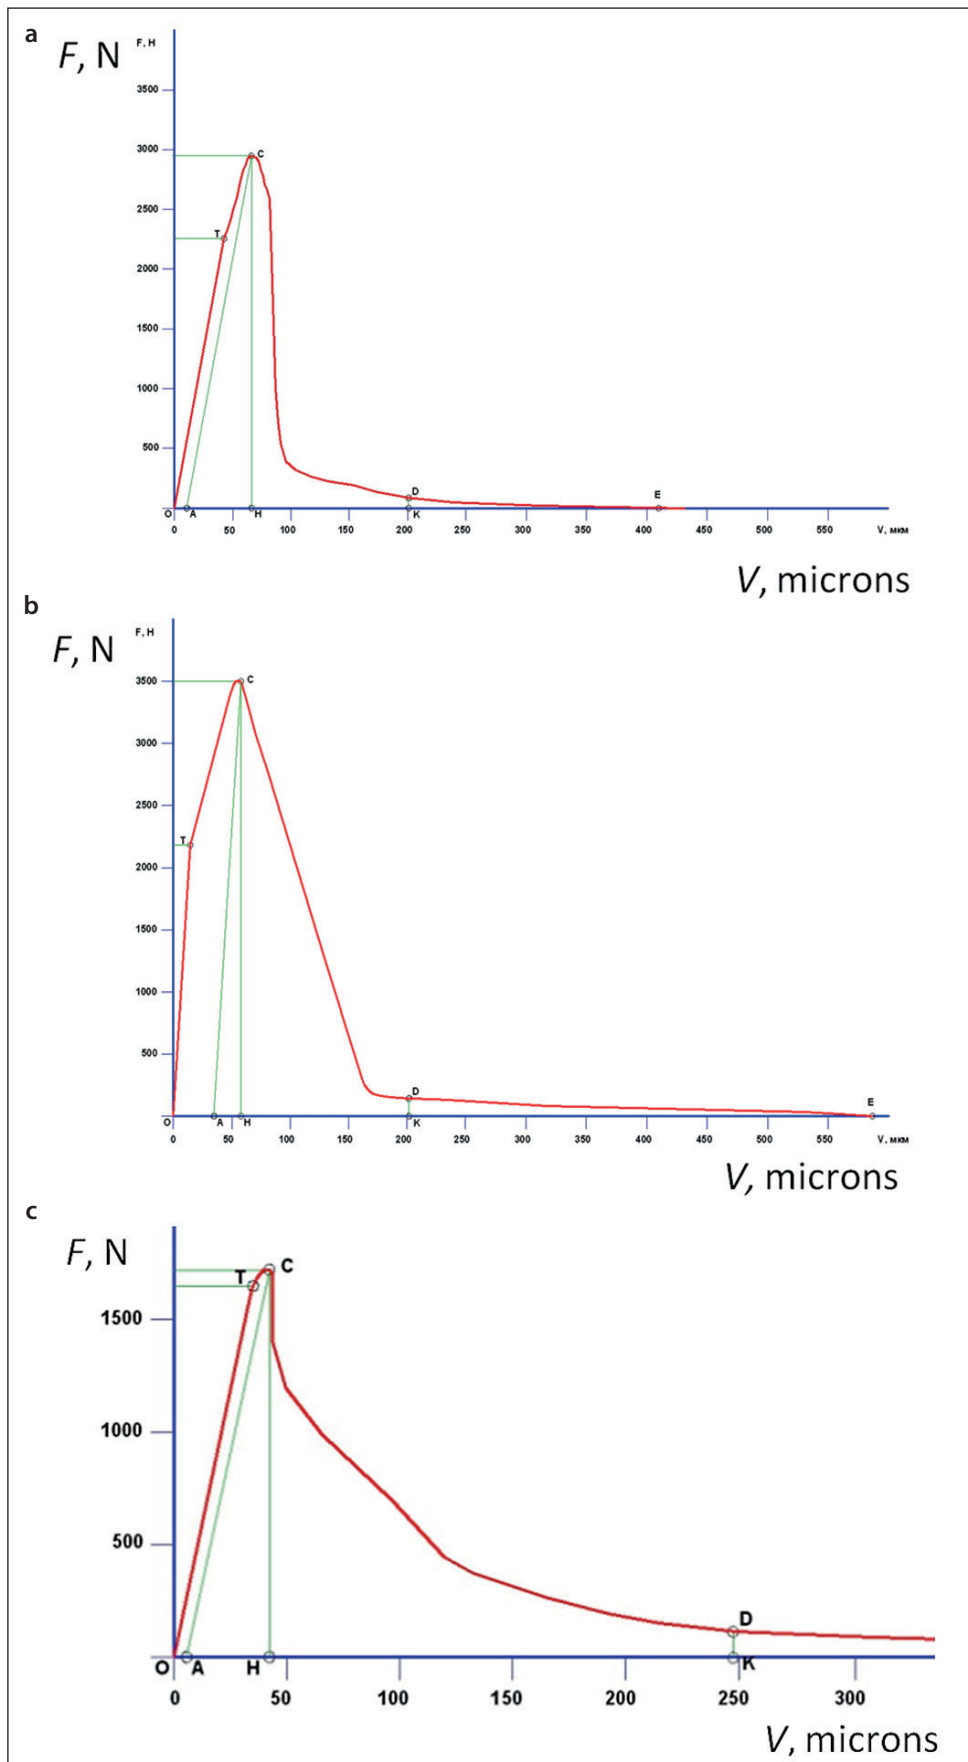 a
F, N
F, H
3500
3000
C
2500
T
2000
1500
1000
500
D
E
O A H K
0 50 100 150 200 250 300 350 400 450 500 550 V, мкм
V, microns
b
F, N
F, H
3500
C
3000
2500
T
2000
1500
1000
500
D
E
O A H K
0 50 100 150 200 250 300 350 400 450 500 550 V, мкм
V, microns
c
F, N
T C
1500
1000
500
D
O A H K
0 50 100 150 200 250 300
V, microns